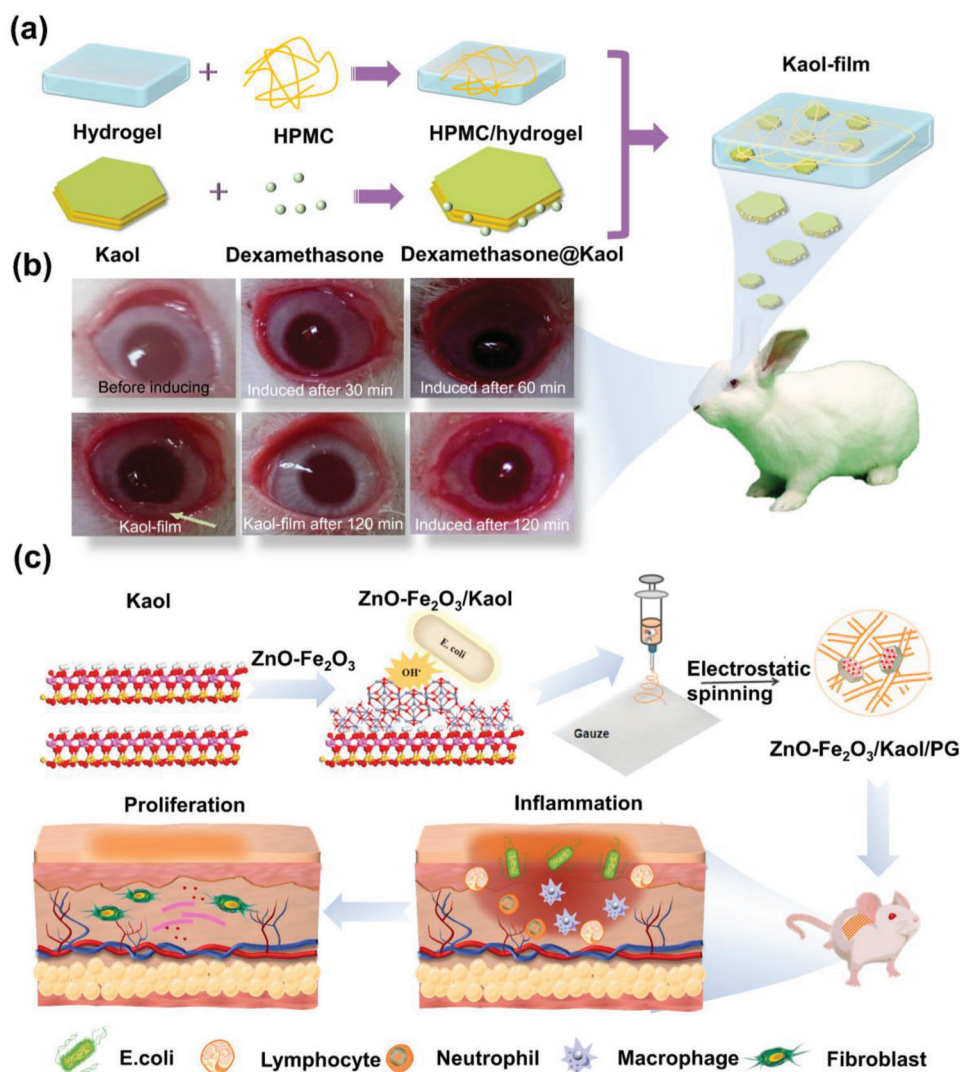 (a)
Kaol-film
Hydrogel
HPMC
HPMC/hydrogel
Kaol
Dexamethasone
Dexamethasone@Kaol
(b)
Before inducing
Induced after 30 min
Induced after 60 min
Kaol-film
Kaol-film after 120 min
Induced after 120 min
(c)
Kaol
ZnO-Fe₂O₃
ZnO-Fe₂O₃/Kaol
E. coli
OH•
Gauze
Electrostatic
spinning
ZnO-Fe₂O₃/Kaol/PG
Proliferation
Inflammation
E.coli
Lymphocyte
Neutrophil
Macrophage
Fibroblast